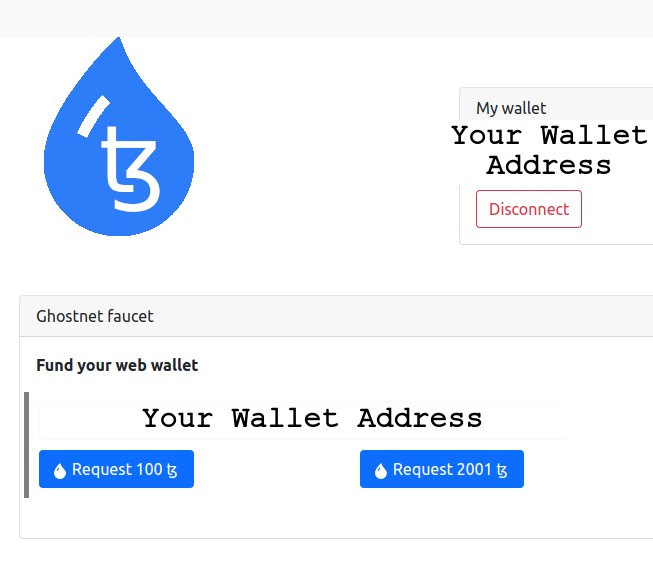 ꜩ
My wallet
Your Wallet
Address
Disconnect
Ghostnet faucet
Fund your web wallet
Your Wallet Address
Request 100 ꜩ
Request 2001 ꜩ